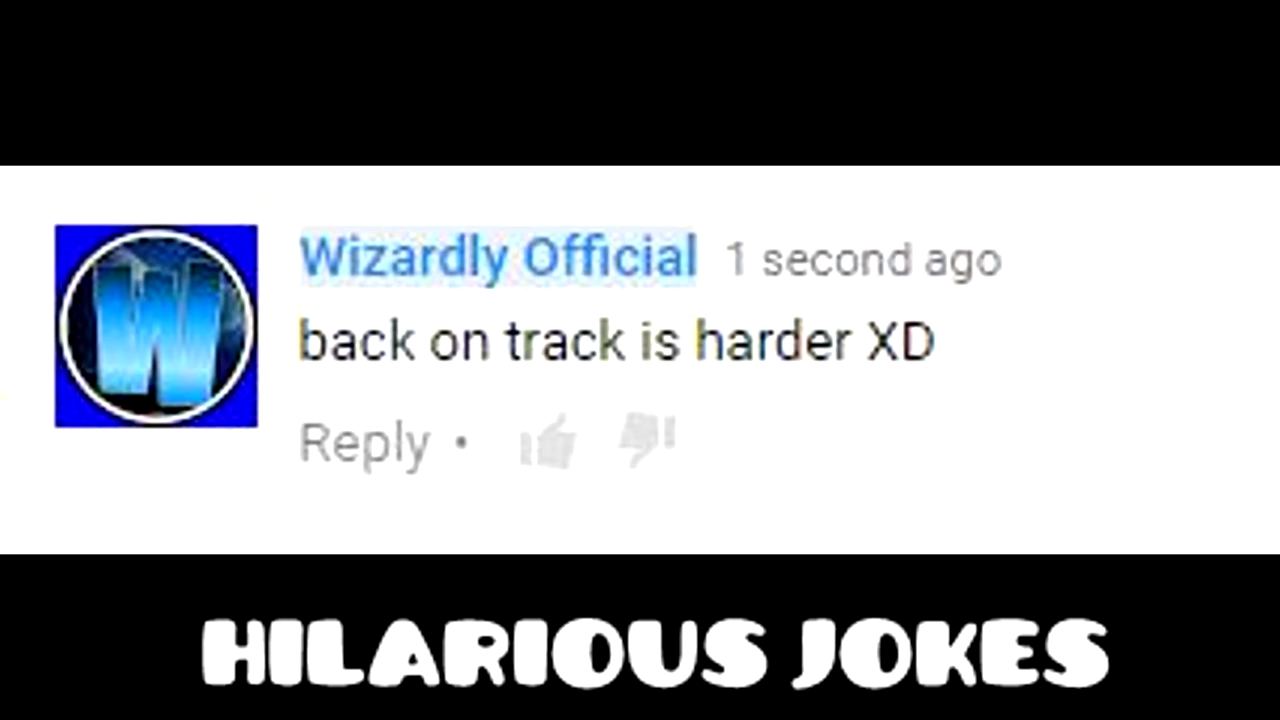 W
Wizardly Official 1 second ago
back on track is harder XD
Reply •
HILARIOUS JOKES